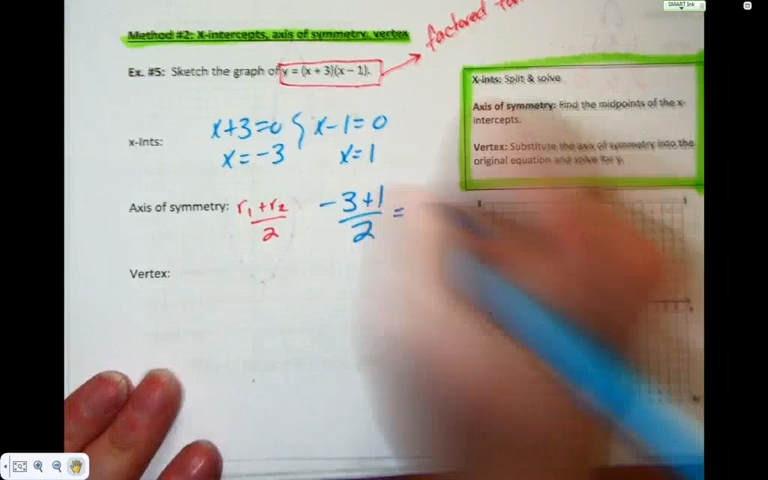 SMART Ink
Method #2: X-intercepts, axis of symmetry, vertex
factored
Ex. #5: Sketch the graph of y = (x + 3)(x – 1).
X-ints: Split & solve
Axis of symmetry: Find the midpoints of the x-
intercepts.
Vertex: Substitute the axis of symmetry into the
original equation and solve for y.
x-ints:
x+3=0 { x-1=0
x=-3 x=1
Axis of symmetry: r₁+r₂/2 -3+1/2 =
Vertex: